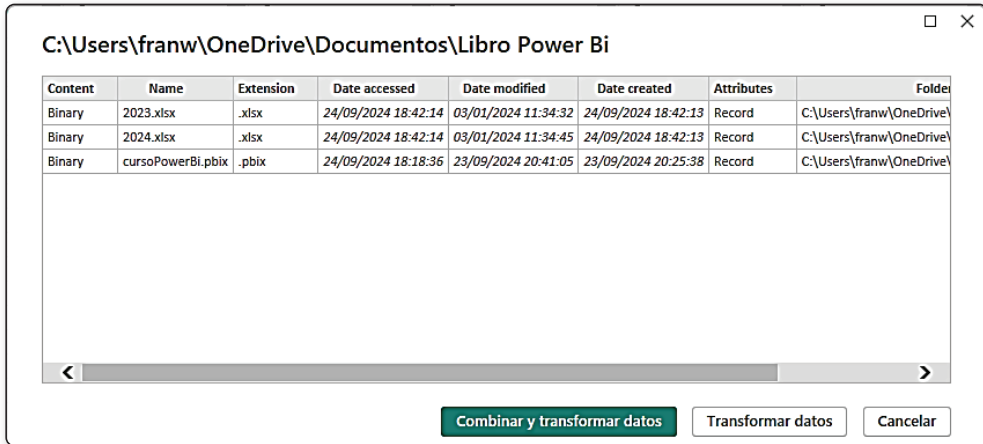 C:\Users\franw\OneDrive\Documentos\Libro Power Bi
Content Name Extension Date accessed Date modified Date created Attributes Folder
Binary 2023.xlsx .xlsx 24/09/2024 18:42:14 03/01/2024 11:34:32 24/09/2024 18:42:13 Record C:\Users\franw\OneDrive\
Binary 2024.xlsx .xlsx 24/09/2024 18:42:14 03/01/2024 11:34:45 24/09/2024 18:42:13 Record C:\Users\franw\OneDrive\
Binary cursoPowerBi.pbix .pbix 24/09/2024 18:18:36 23/09/2024 20:41:05 23/09/2024 20:25:38 Record C:\Users\franw\OneDrive\
Combinar y transformar datos Transformar datos Cancelar